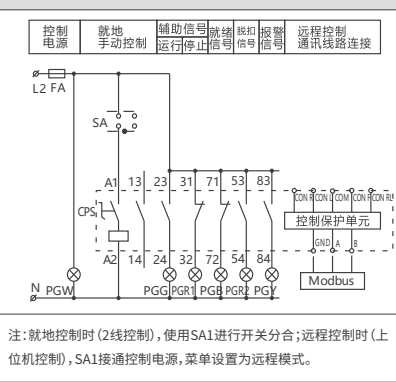 控制电源
就地手动控制
辅助信号
运行 停止
就绪信号
脱扣信号
报警信号
远程控制通讯线路连接
L2 FA
SA
A1 13 23 31 71 53 83
CPS
CON R CON L COM CON F CON RL
控制保护单元
GND A B
A2 14 24 32 72 54 84
Modbus
N PGW PGG PGR1 PGB PGR2 PGY
注:就地控制时(2线控制),使用SA1进行开关分合;远程控制时(上
位机控制),SA1接通控制电源,菜单设置为远程模式。